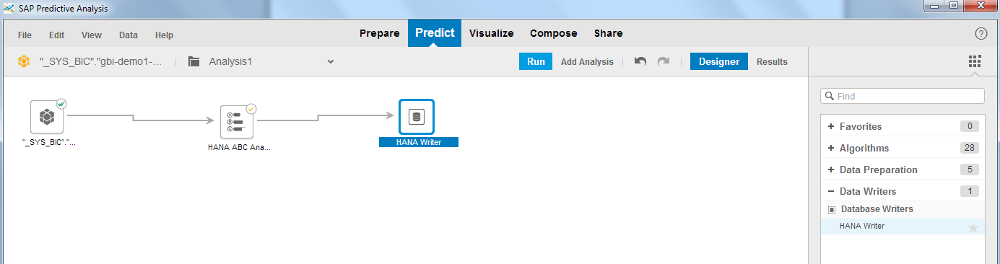 SAP Predictive Analysis
File Edit View Data Help Prepare Predict Visualize Compose Share ?
"_SYS_BIC"."gbi-demo1-... Analysis1 Run Add Analysis Designer Results
Find
"_SYS_BIC"."... HANA ABC Ana... HANA Writer
A
B
C
+ Favorites 0
+ Algorithms 28
+ Data Preparation 5
− Data Writers 1
Database Writers
HANA Writer